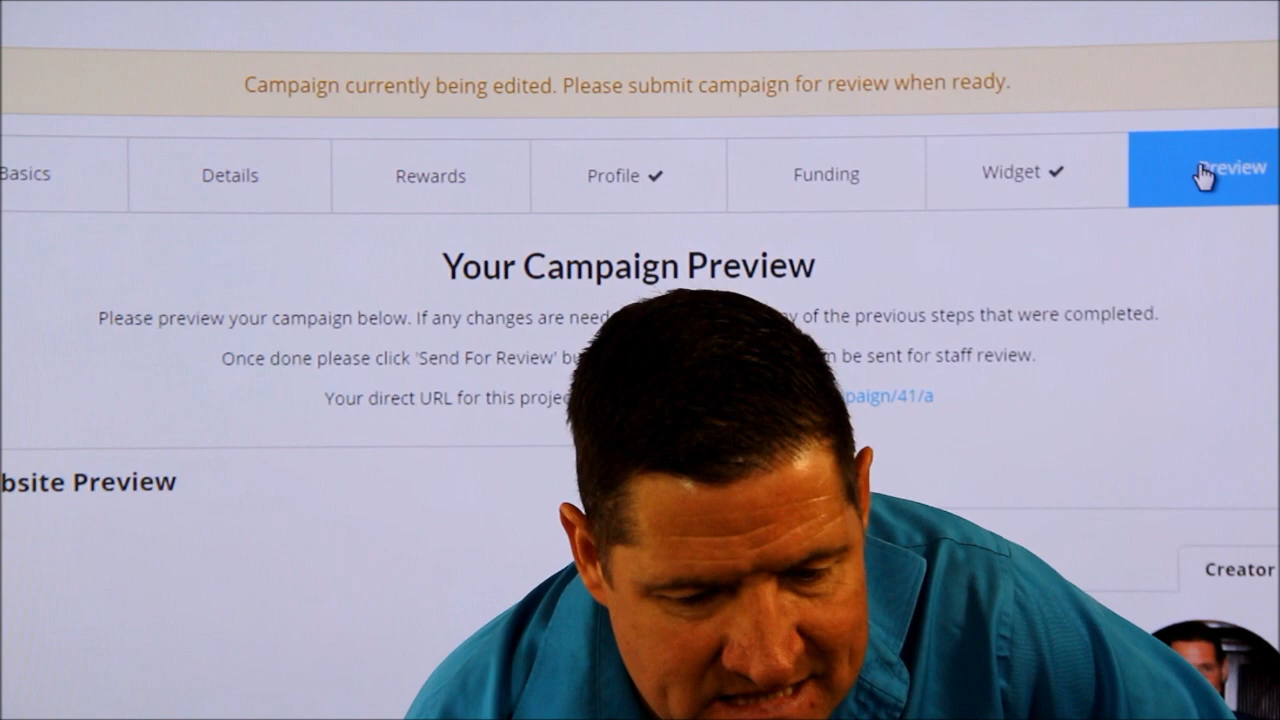 Campaign currently being edited. Please submit campaign for review when ready.
Basics Details Rewards Profile ✔ Funding Widget ✔ Preview
Your Campaign Preview
Please preview your campaign below. If any changes are of the previous steps that were completed.
Once done please click 'Send For Review' be sent for staff review.
Your direct URL for this paign/41/a
bsite Preview
Creator